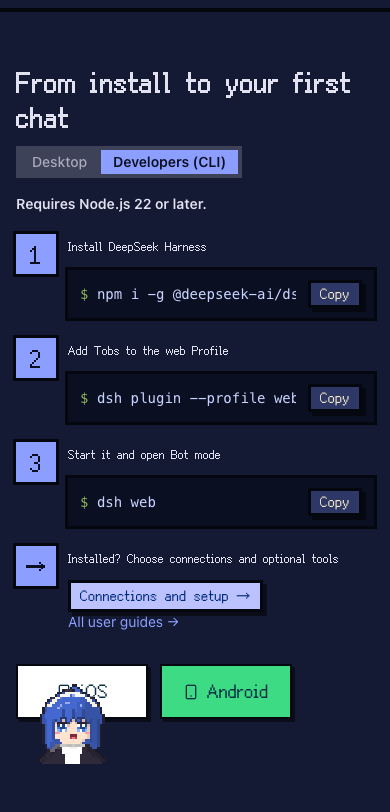 From install to your first
chat
Desktop
Developers (CLI)
Requires Node.js 22 or later.
1
Install DeepSeek Harness
$ npm i -g @deepseek-ai/ds
Copy
2
Add Tobs to the web Profile
$ dsh plugin --profile web
Copy
3
Start it and open Bot mode
$ dsh web
Copy
→
Installed? Choose connections and optional tools
Connections and setup →
All user guides →
Android